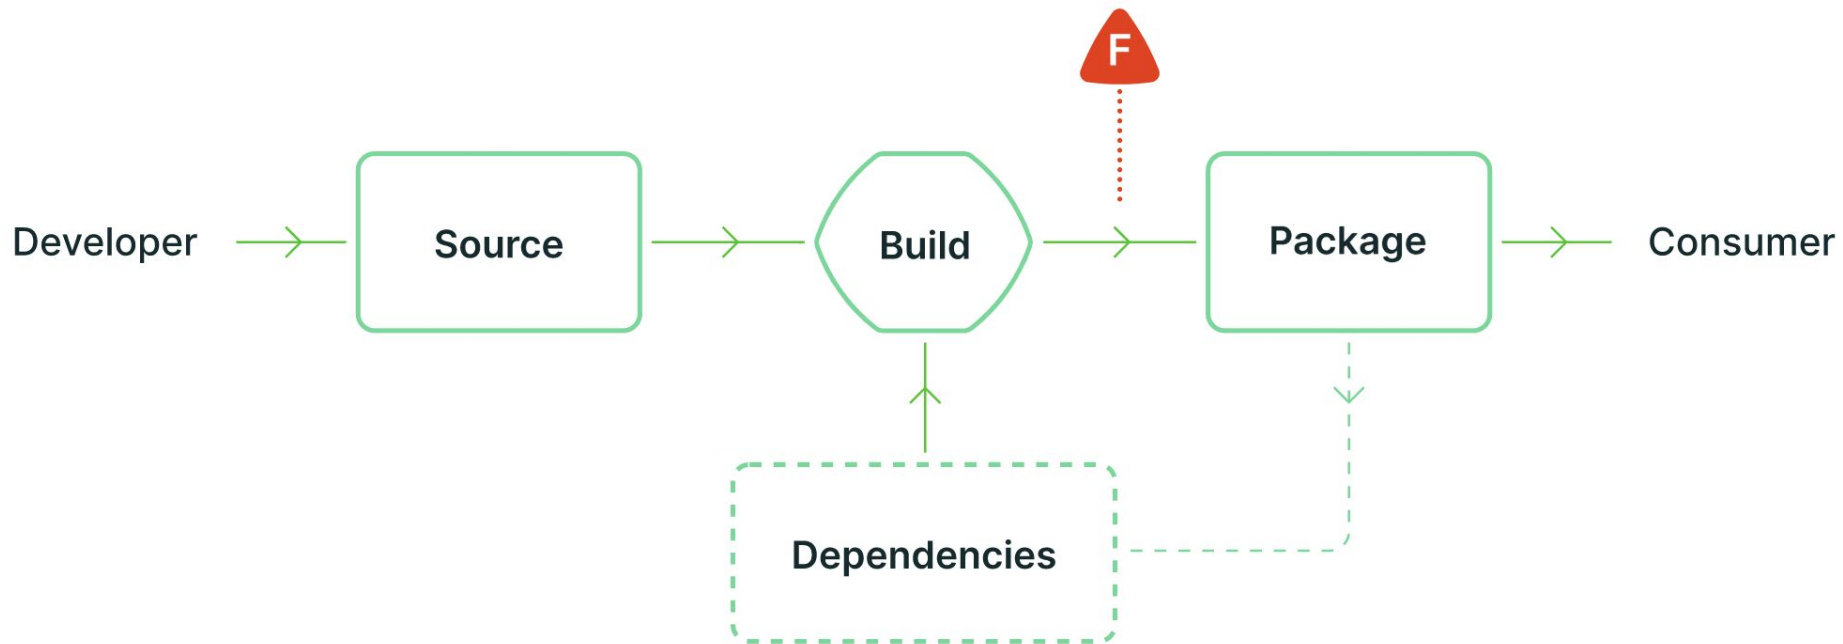 F
Developer
Source
Build
Package
Consumer
Dependencies